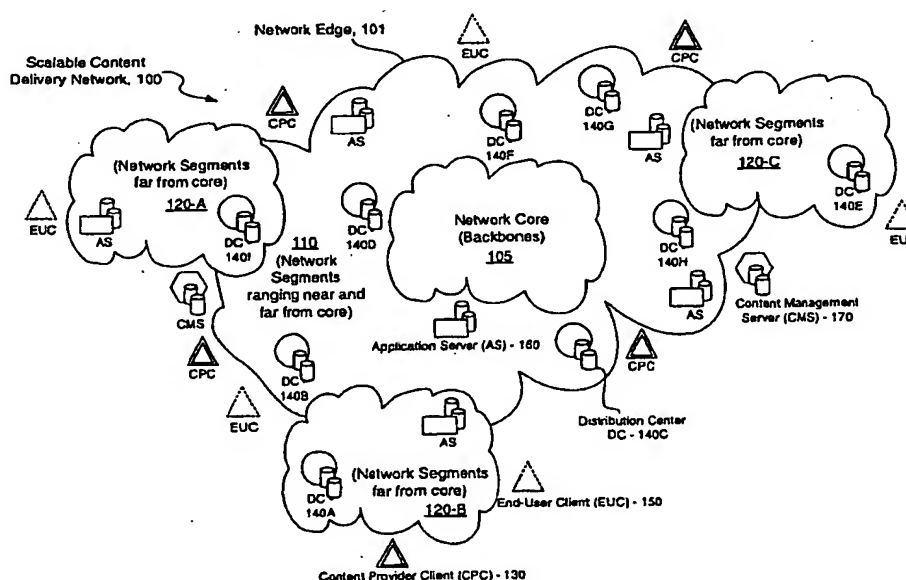 Network Edge, 101
Scalable Content
Delivery Network, 100
EUC
CPC
CPC
AS
DC
140F
DC
140G
AS
(Network Segments
far from core)
120-A
(Network Segments
far from core)
120-C
EUC
AS
DC
140I
DC
140D
Network Core
(Backbones)
105
DC
140E
EUC
110
(Network
Segments
ranging near and
far from core)
DC
140H
CMS
AS
Content Management
Server (CMS) - 170
Application Server (AS) - 160
CPC
CPC
DC
140B
EUC
Distribution Center
DC - 140C
AS
(Network Segments
far from core)
120-B
DC
140A
End-User Client (EUC) - 150
Content Provider Client (CPC) - 130